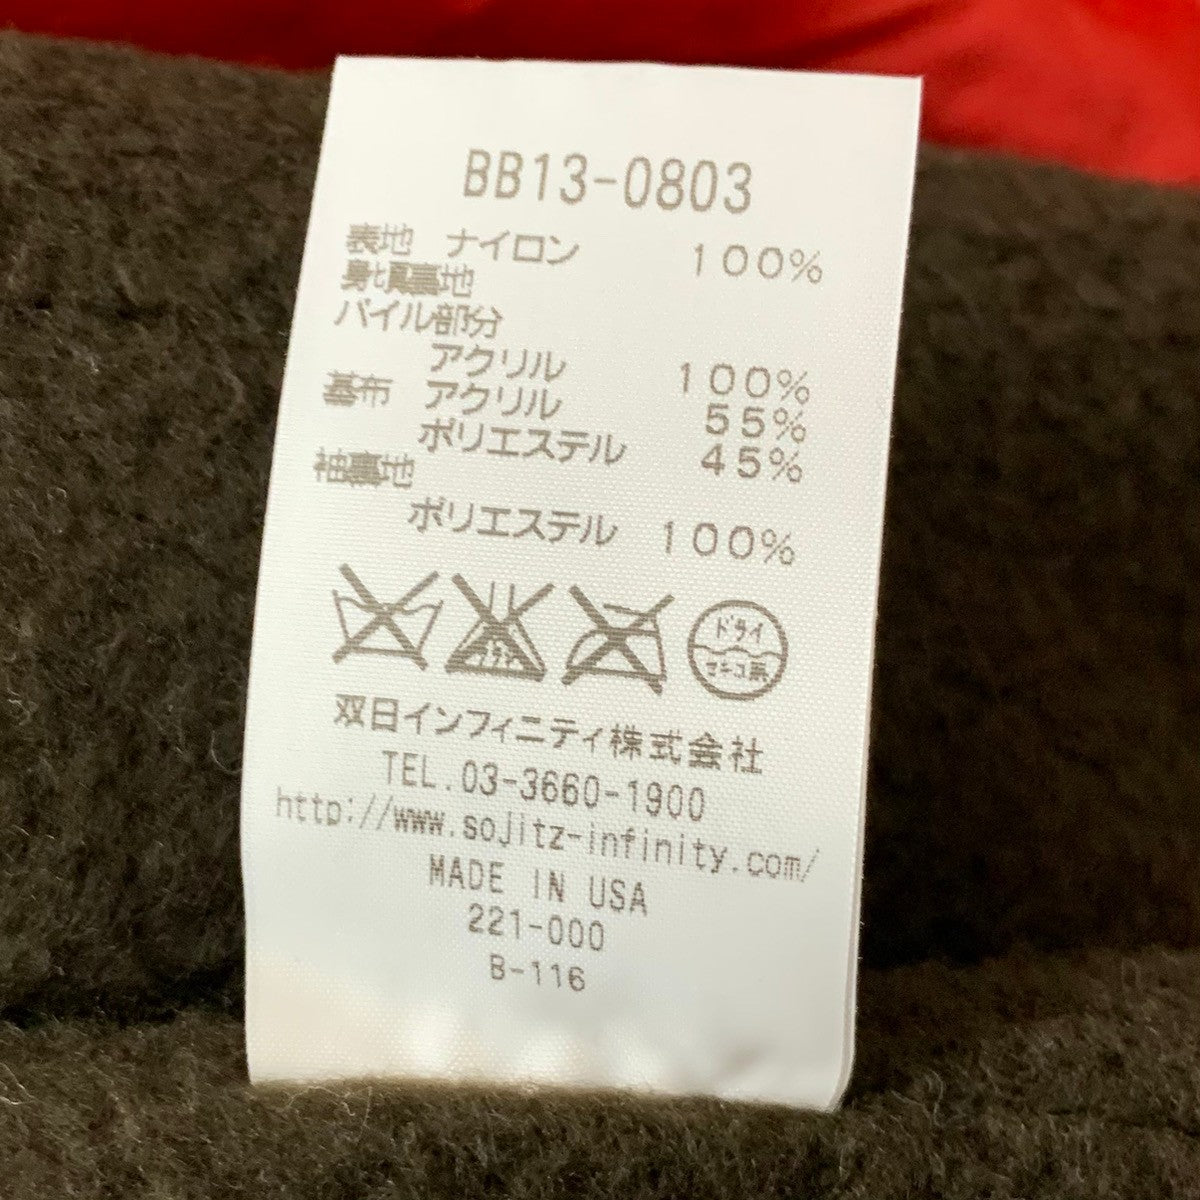 BB13-0803
表地 ナイロン 100%
裏地
パイル部分
アクリル 100%
基布 アクリル 55%
ポリエステル 45%
袖裏地
ポリエステル 100%
ドライ
双日インフィニティ株式会社
TEL.03-3660-1900
http://www.sojitz-infinity.com/
MADE IN USA
221-000
B-116